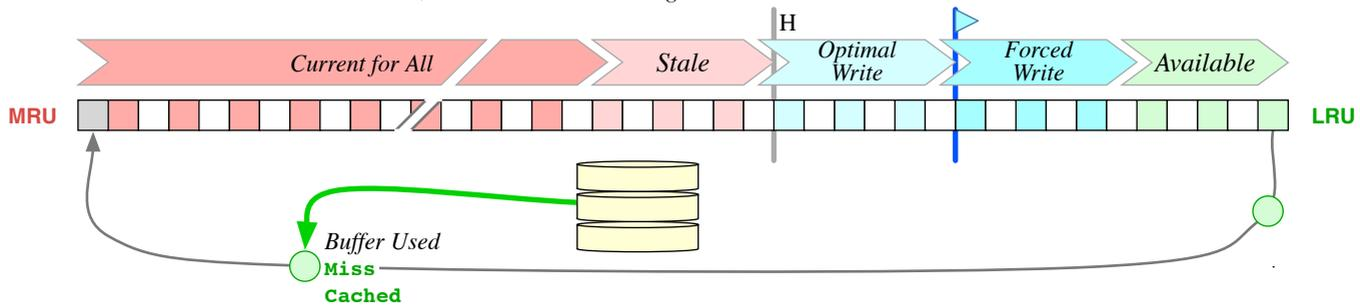 H
Current for All
Stale
Optimal
Write
Forced
Write
Available
MRU
LRU
Buffer Used
Miss
Cached